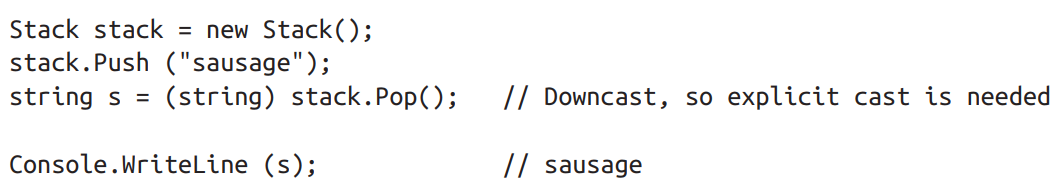 Stack stack = new Stack();
stack.Push ("sausage");
string s = (string) stack.Pop();   // Downcast, so explicit cast is needed
Console.WriteLine (s);             // sausage